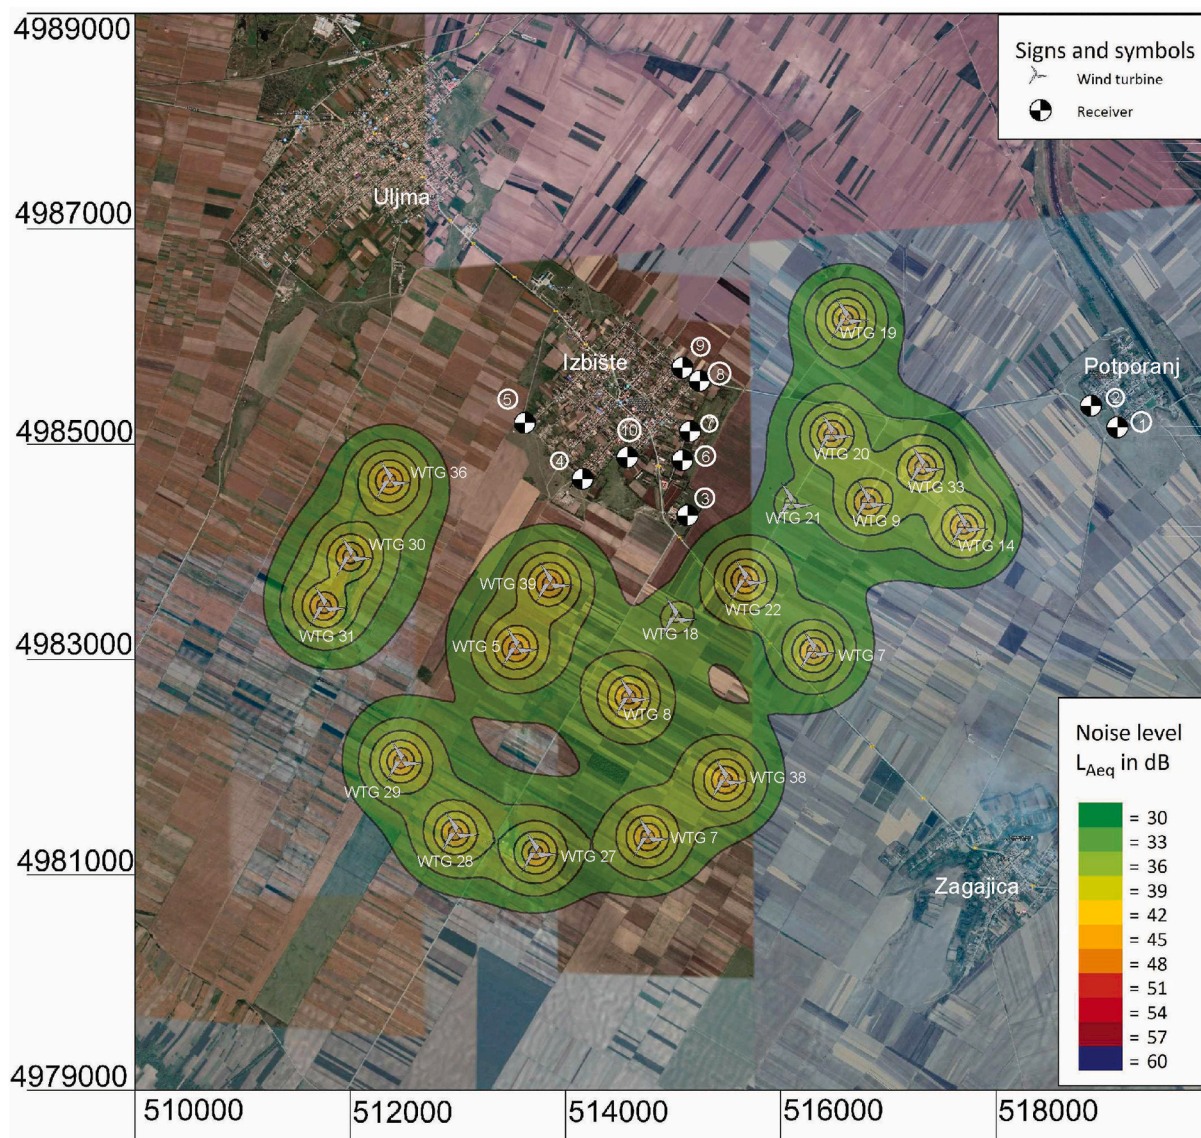 4989000
Signs and symbols
Wind turbine
Receiver
Uljma
4987000
WTG 19
9
Izbište
8
Potporanj
5
2
10
7
1
4985000
WTG 20
4
6
WTG 36
WTG 33
3
WTG 21
WTG 9
WTG 14
WTG 30
WTG 39
WTG 22
WTG 31
WTG 18
4983000
WTG 5
WTG 7
WTG 8
Noise level
LAeq in dB
WTG 38
WTG 29
= 30
= 33
WTG 7
WTG 28
WTG 27
4981000
= 36
Zagajica
= 39
= 42
= 45
= 48
= 51
= 54
= 57
= 60
4979000
510000
512000
514000
516000
518000